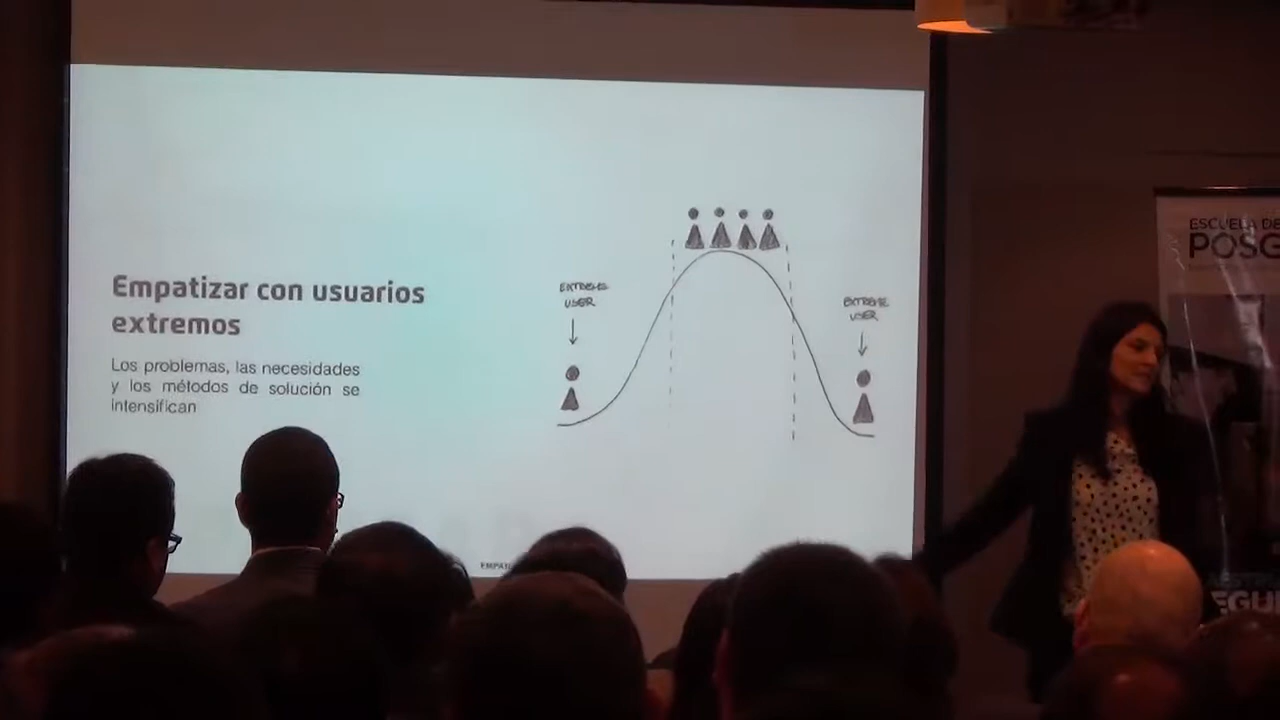 Empatizar con usuarios
extremos
Los problemas, las necesidades
y los métodos de solución se
intensifican
EXTREME
USER
EXTREME
USER
ESCUELA DE